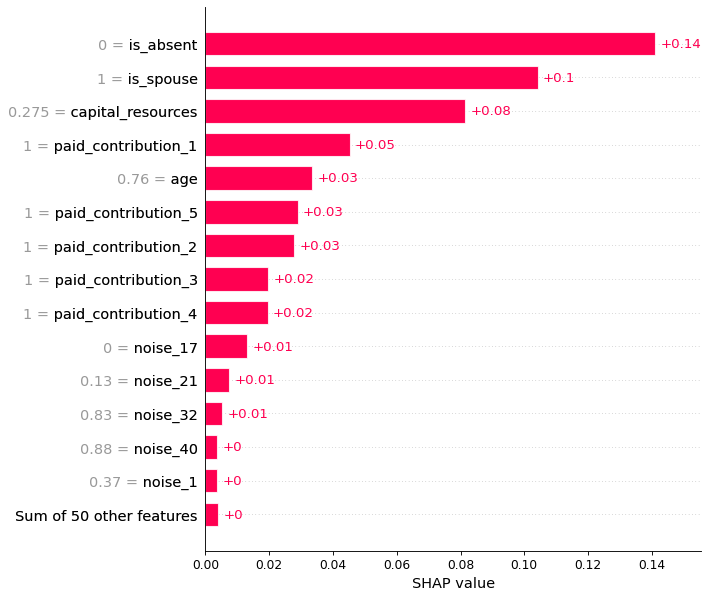 0 = is_absent +0.14
1 = is_spouse +0.1
0.275 = capital_resources +0.08
1 = paid_contribution_1 +0.05
0.76 = age +0.03
1 = paid_contribution_5 +0.03
1 = paid_contribution_2 +0.03
1 = paid_contribution_3 +0.02
1 = paid_contribution_4 +0.02
0 = noise_17 +0.01
0.13 = noise_21 +0.01
0.83 = noise_32 +0.01
0.88 = noise_40 +0
0.37 = noise_1 +0
Sum of 50 other features +0
0.00 0.02 0.04 0.06 0.08 0.10 0.12 0.14
SHAP value